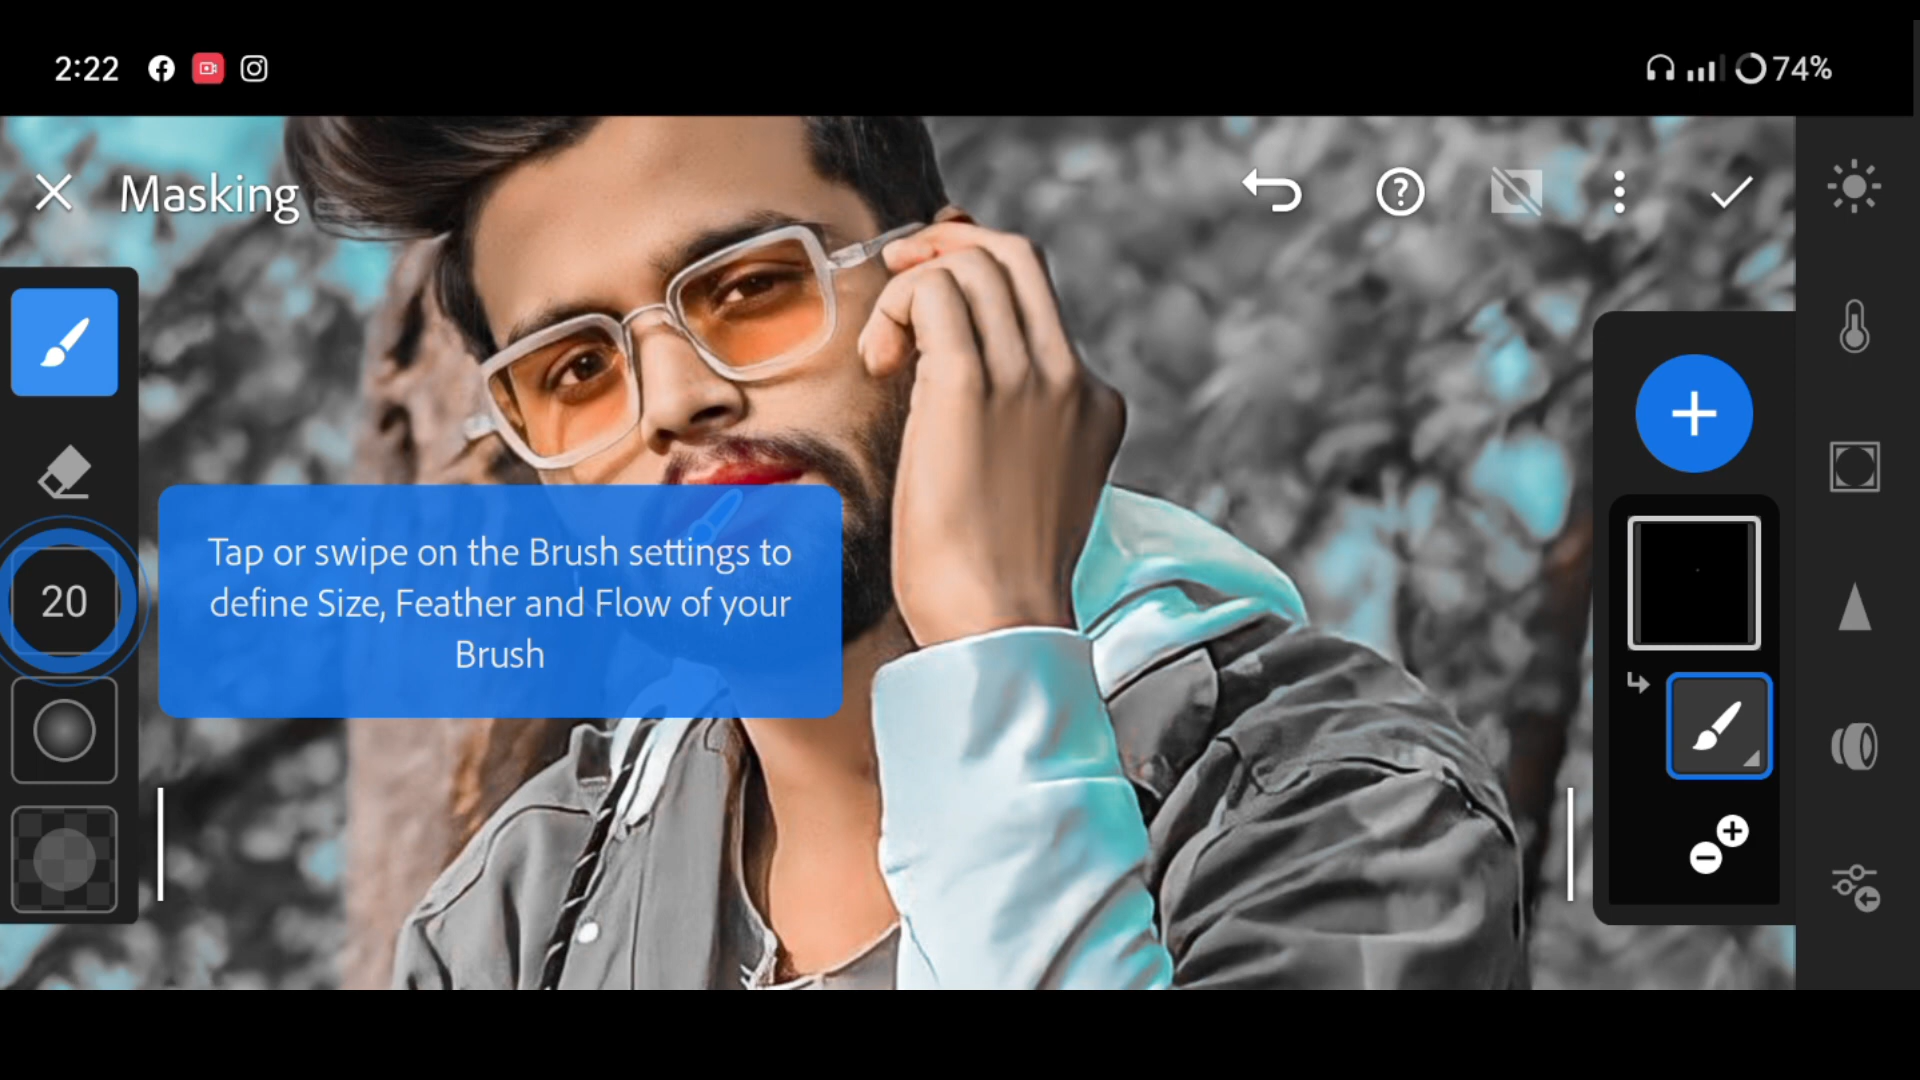 2:22
74%
Masking
Tap or swipe on the Brush settings to
define Size, Feather and Flow of your
Brush
20